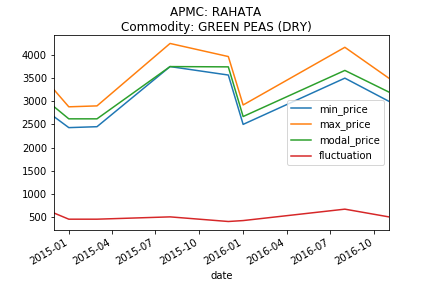 APMC: RAHATA
Commodity: GREEN PEAS (DRY)
4000
3500
3000
2500
2000
1500
1000
500
min_price
max_price
modal_price
fluctuation
2015-01
2015-04
2015-07
2015-10
2016-01
2016-04
2016-07
2016-10
date